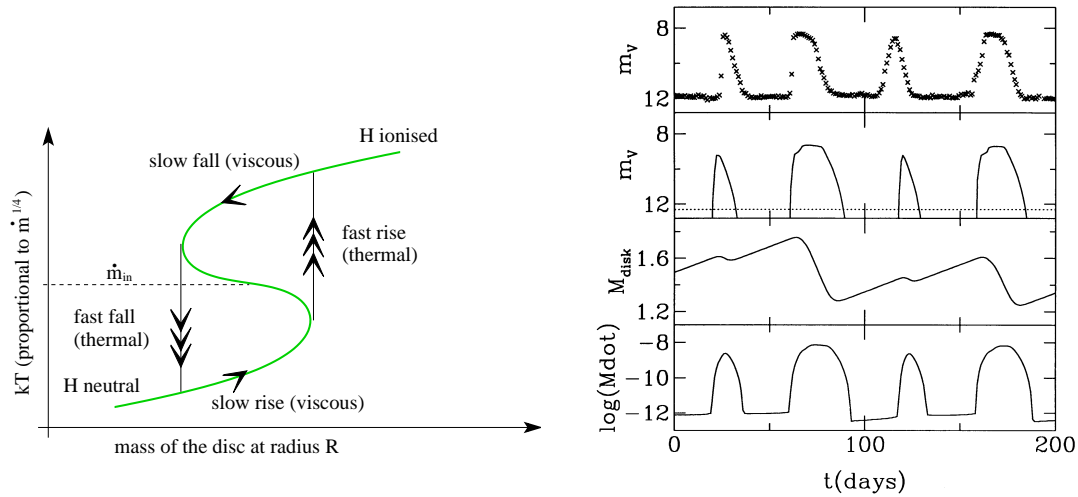 H ionised
slow fall (viscous)
fast rise
(thermal)
ṁin
fast fall
(thermal)
H neutral
slow rise (viscous)
kT (proportional to ṁ 1/4)
mass of the disc at radius R
8
12
mV
8
12
mV
1.6
1.2
Mdisk
−8
−10
−12
log(Mdot)
0 100 200
t(days)